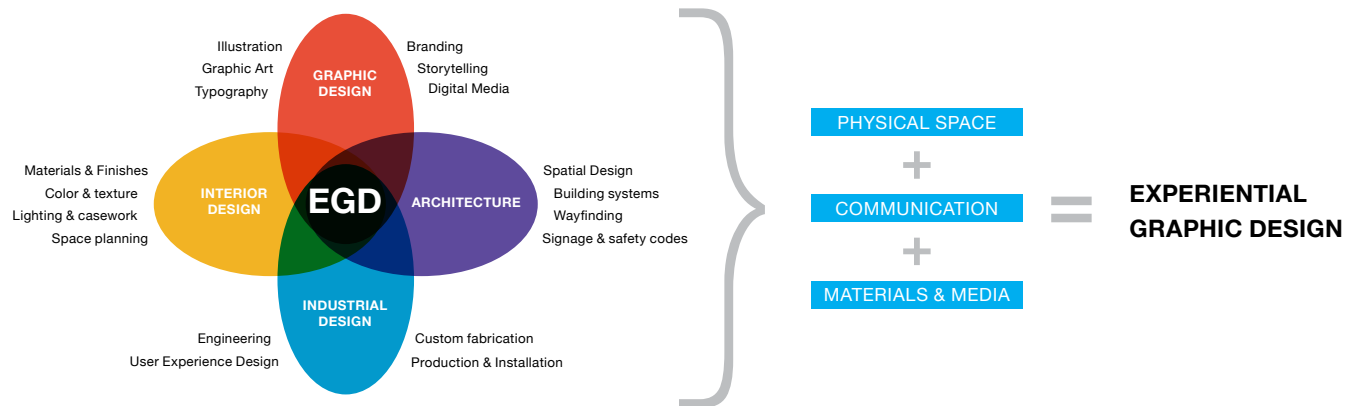 Illustration
Graphic Art
Typography
GRAPHIC
DESIGN
Branding
Storytelling
Digital Media
Materials & Finishes
Color & texture
Lighting & casework
Space planning
INTERIOR
DESIGN
EGD
ARCHITECTURE
Spatial Design
Building systems
Wayfinding
Signage & safety codes
INDUSTRIAL
DESIGN
Engineering
User Experience Design
Custom fabrication
Production & Installation
PHYSICAL SPACE
+
COMMUNICATION
+
MATERIALS & MEDIA
=
EXPERIENTIAL
GRAPHIC DESIGN